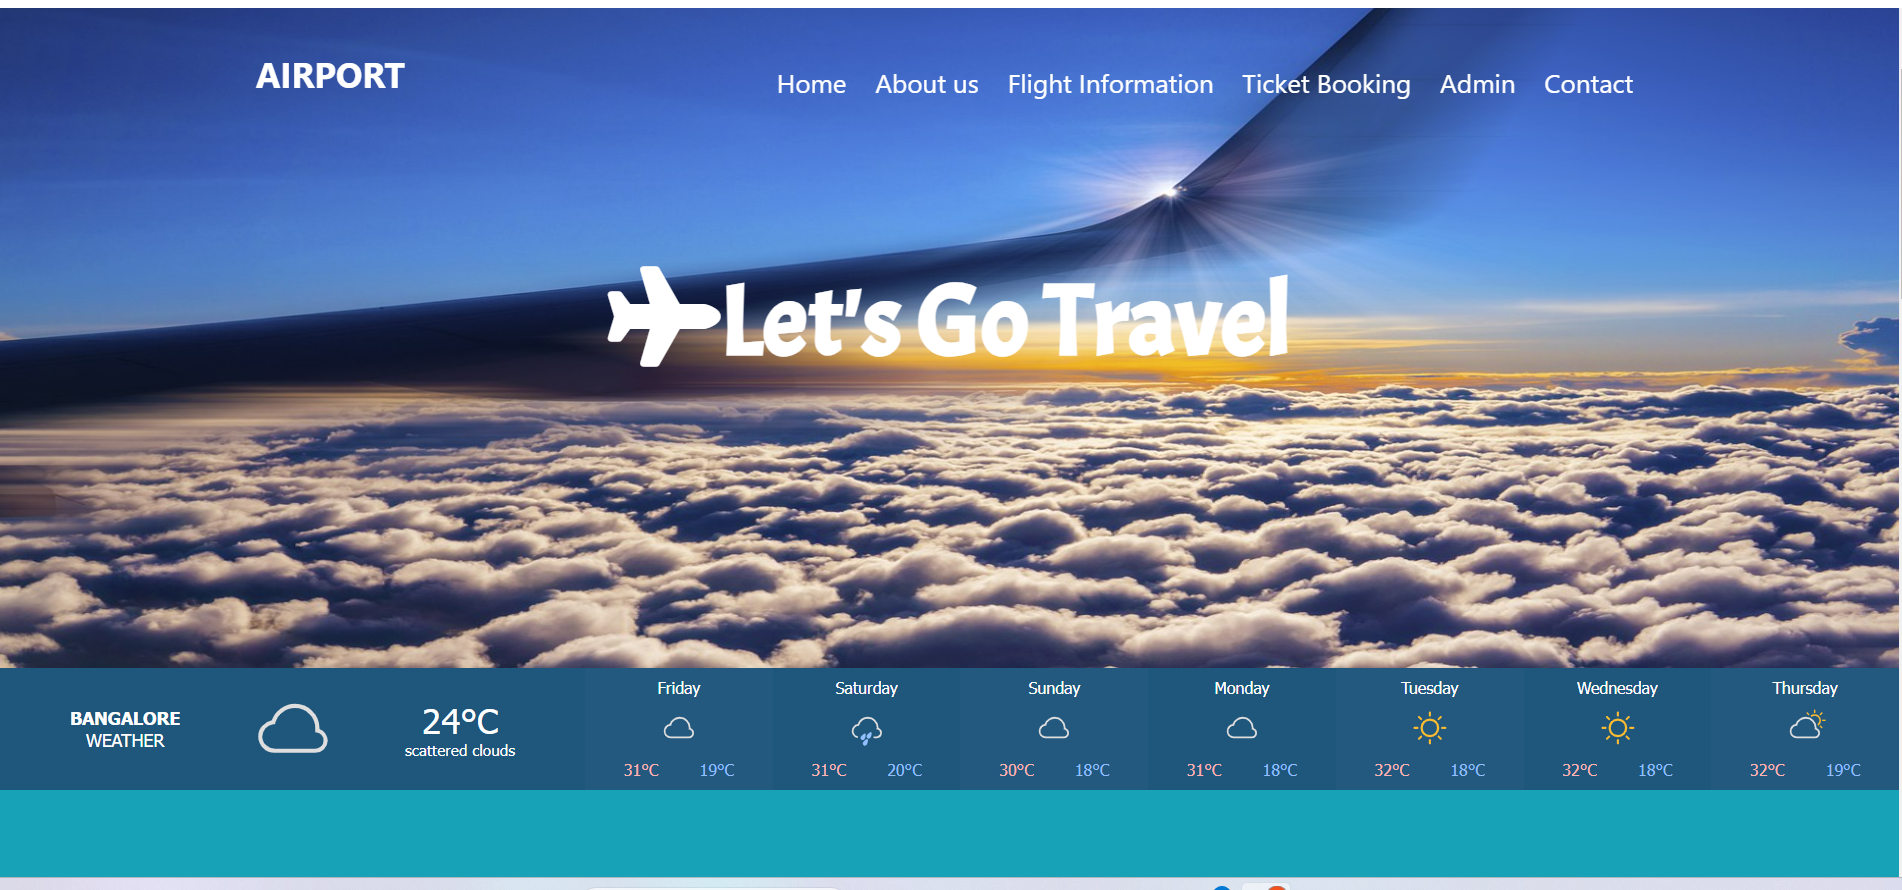 AIRPORT
Home About us Flight Information Ticket Booking Admin Contact
Let's Go Travel
BANGALORE
WEATHER
24°C
scattered clouds
Friday
31°C 19°C
Saturday
31°C 20°C
Sunday
30°C 18°C
Monday
31°C 18°C
Tuesday
32°C 18°C
Wednesday
32°C 18°C
Thursday
32°C 19°C